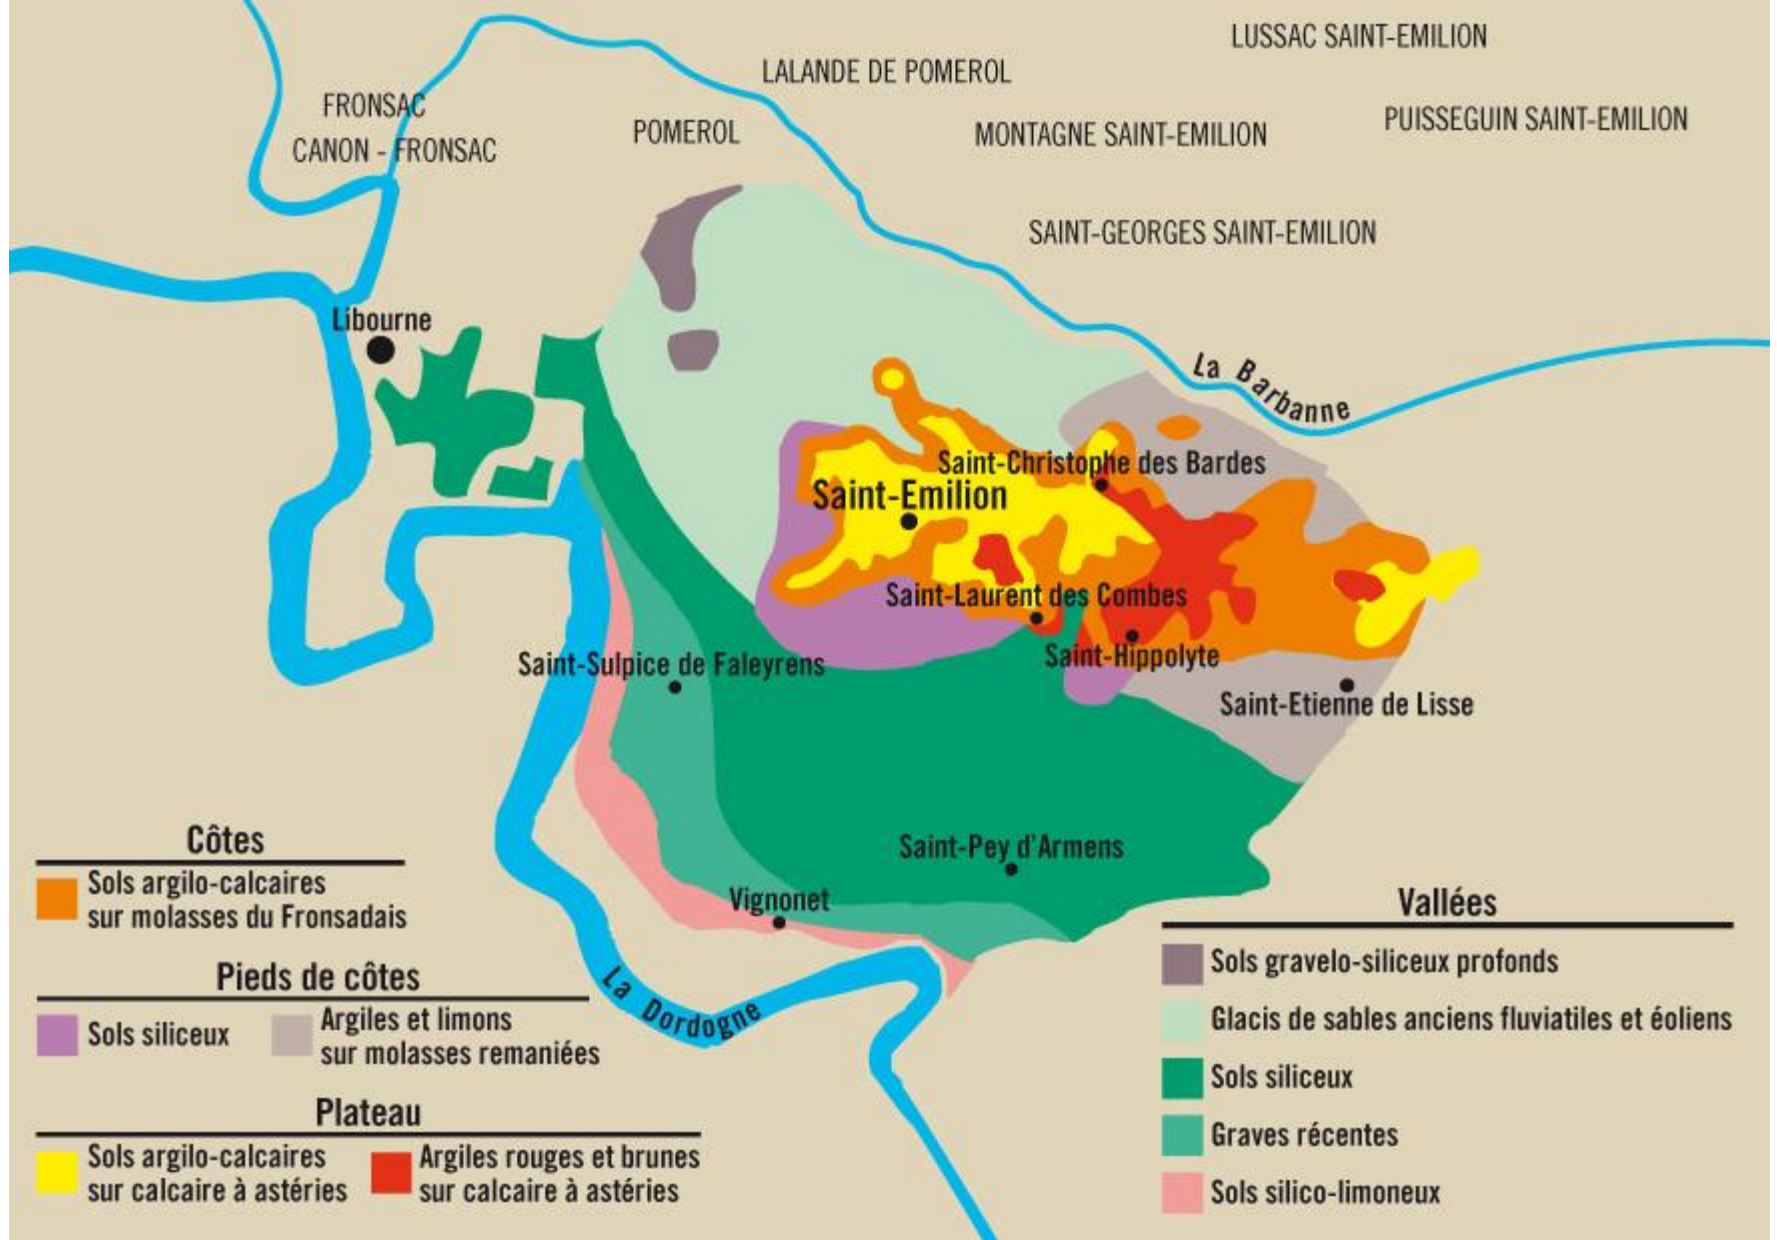 LUSSAC SAINT-EMILION
LALANDE DE POMEROL
FRONSAC
CANON - FRONSAC
POMEROL
MONTAGNE SAINT-EMILION
PUISSEGUIN SAINT-EMILION
SAINT-GEORGES SAINT-EMILION
Libourne
La Barbanne
Saint-Christophe des Bardes
Saint-Emilion
Saint-Laurent des Combes
Saint-Hippolyte
Saint-Sulpice de Faleyrens
Saint-Etienne de Lisse
Saint-Pey d'Armens
Vignonet
La Dordogne
Côtes
Sols argilo-calcaires
sur molasses du Fronsadais
Pieds de côtes
Sols siliceux
Argiles et limons
sur molasses remaniées
Plateau
Sols argilo-calcaires
sur calcaire à astéries
Argiles rouges et brunes
sur calcaire à astéries
Vallées
Sols gravelo-siliceux profonds
Glacis de sables anciens fluviatiles et éoliens
Sols siliceux
Graves récentes
Sols silico-limoneux